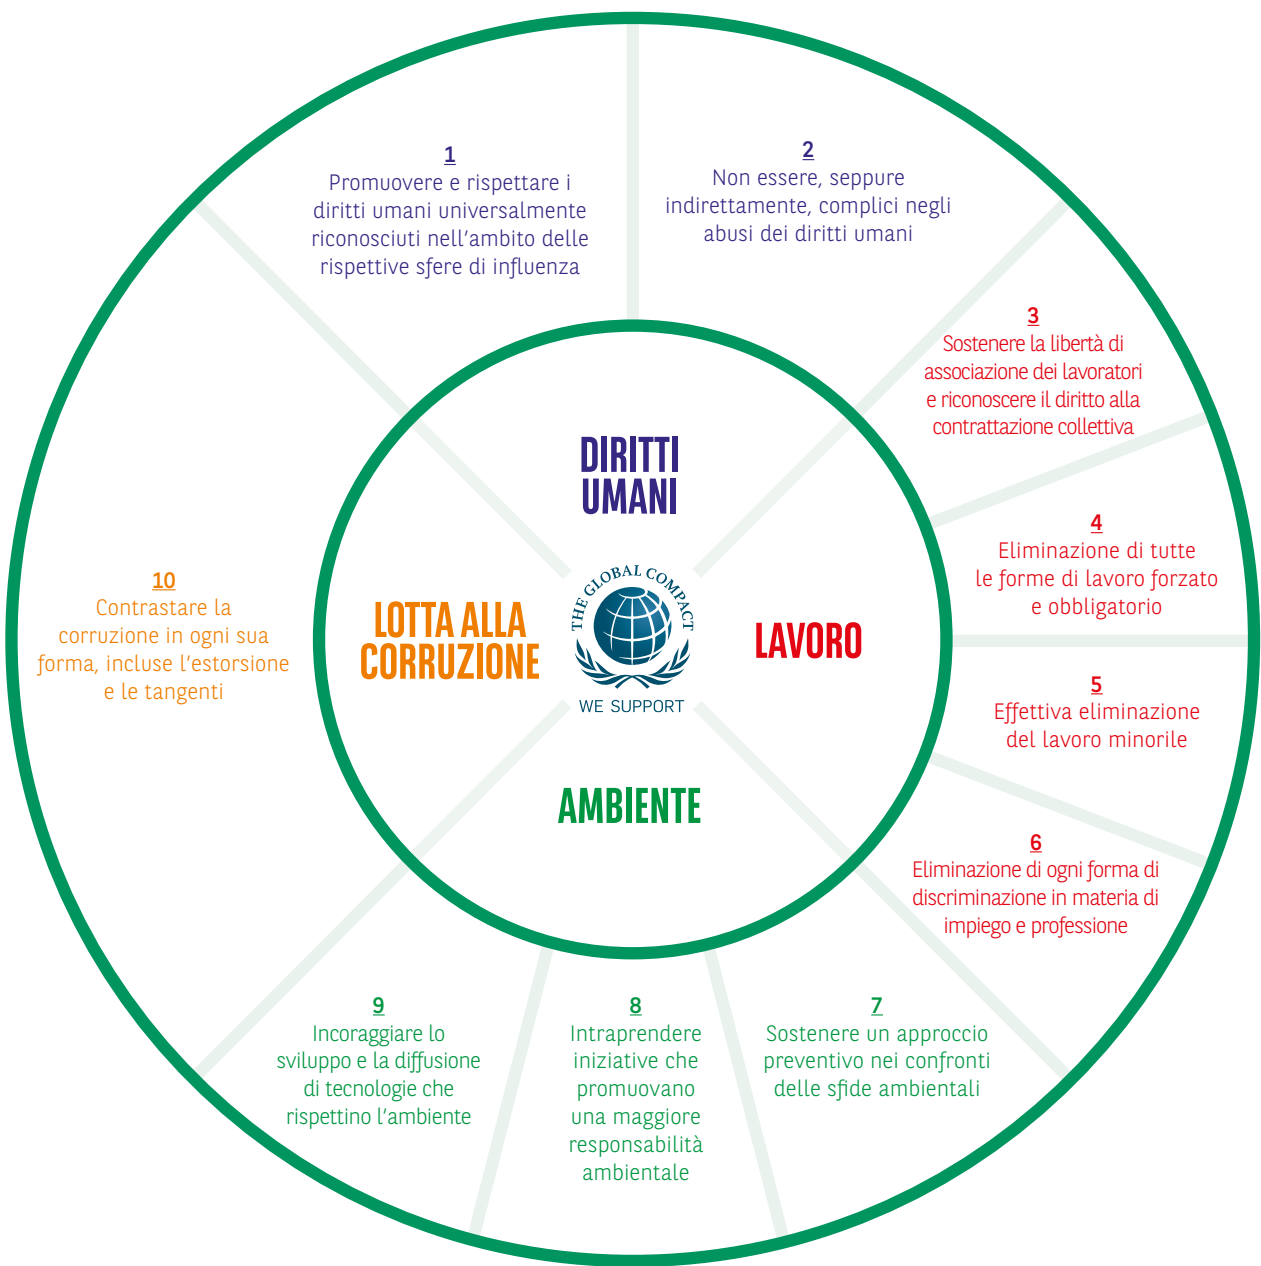 1
Promuovere e rispettare i
diritti umani universalmente
riconosciuti nell'ambito delle
rispettive sfere di influenza
2
Non essere, seppure
indirettamente, complici negli
abusi dei diritti umani
3
Sostenere la libertà di
associazione dei lavoratori
e riconoscere il diritto alla
contrattazione collettiva
4
Eliminazione di tutte
le forme di lavoro forzato
e obbligatorio
5
Effettiva eliminazione
del lavoro minorile
6
Eliminazione di ogni forma di
discriminazione in materia di
impiego e professione
7
Sostenere un approccio
preventivo nei confronti
delle sfide ambientali
8
Intraprendere
iniziative che
promuovano
una maggiore
responsabilità
ambientale
9
Incoraggiare lo
sviluppo e la diffusione
di tecnologie che
rispettino l'ambiente
10
Contrastare la
corruzione in ogni sua
forma, incluse l'estorsione
e le tangenti
DIRITTI
UMANI
LAVORO
AMBIENTE
LOTTA ALLA
CORRUZIONE
THE GLOBAL COMPACT
WE SUPPORT